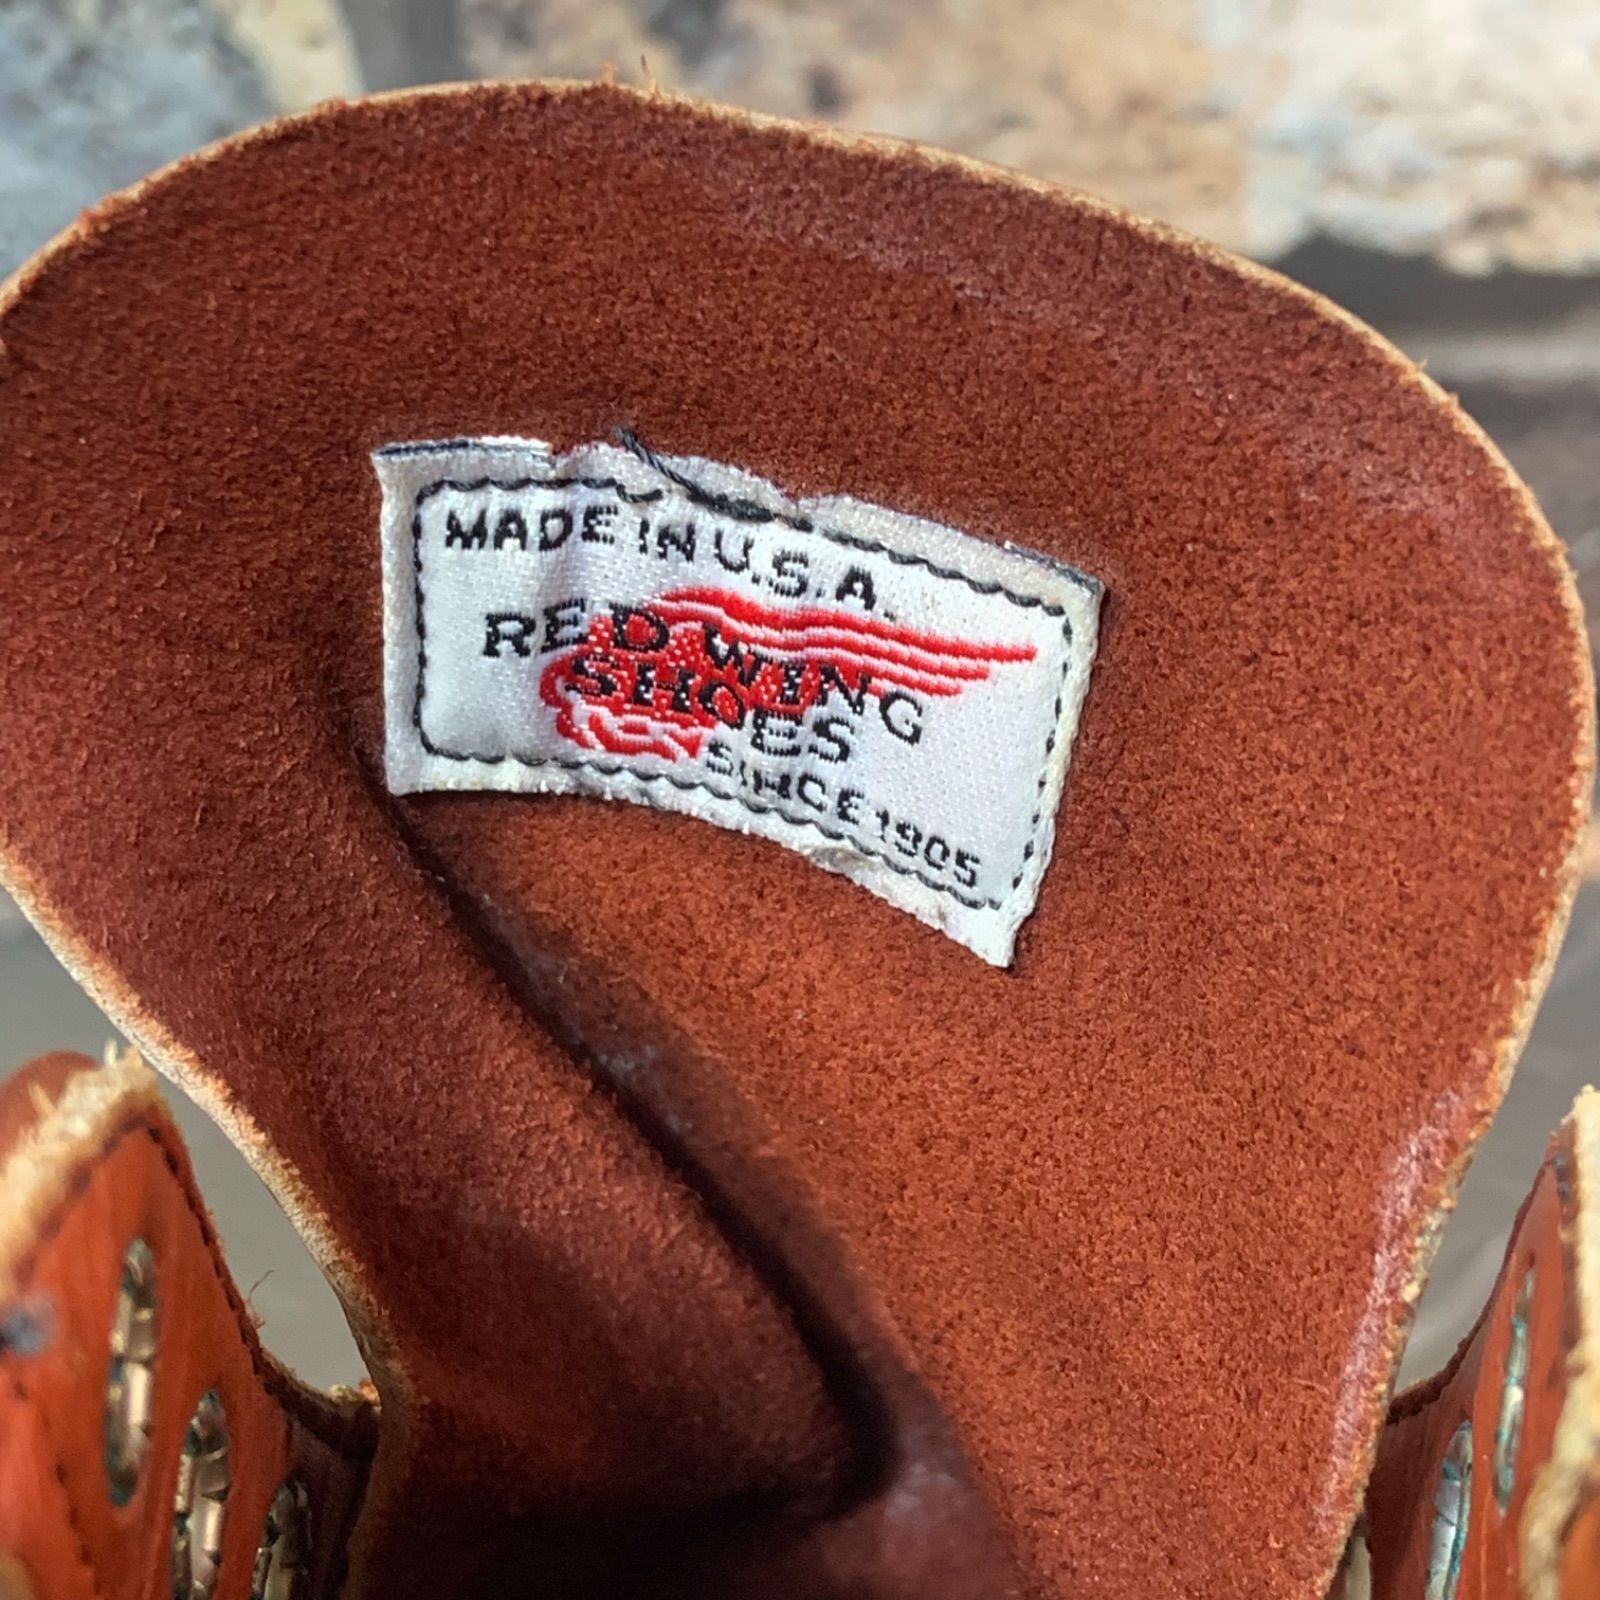 MADE IN U.S.A.
RED WING
SHOES
SINCE 1905